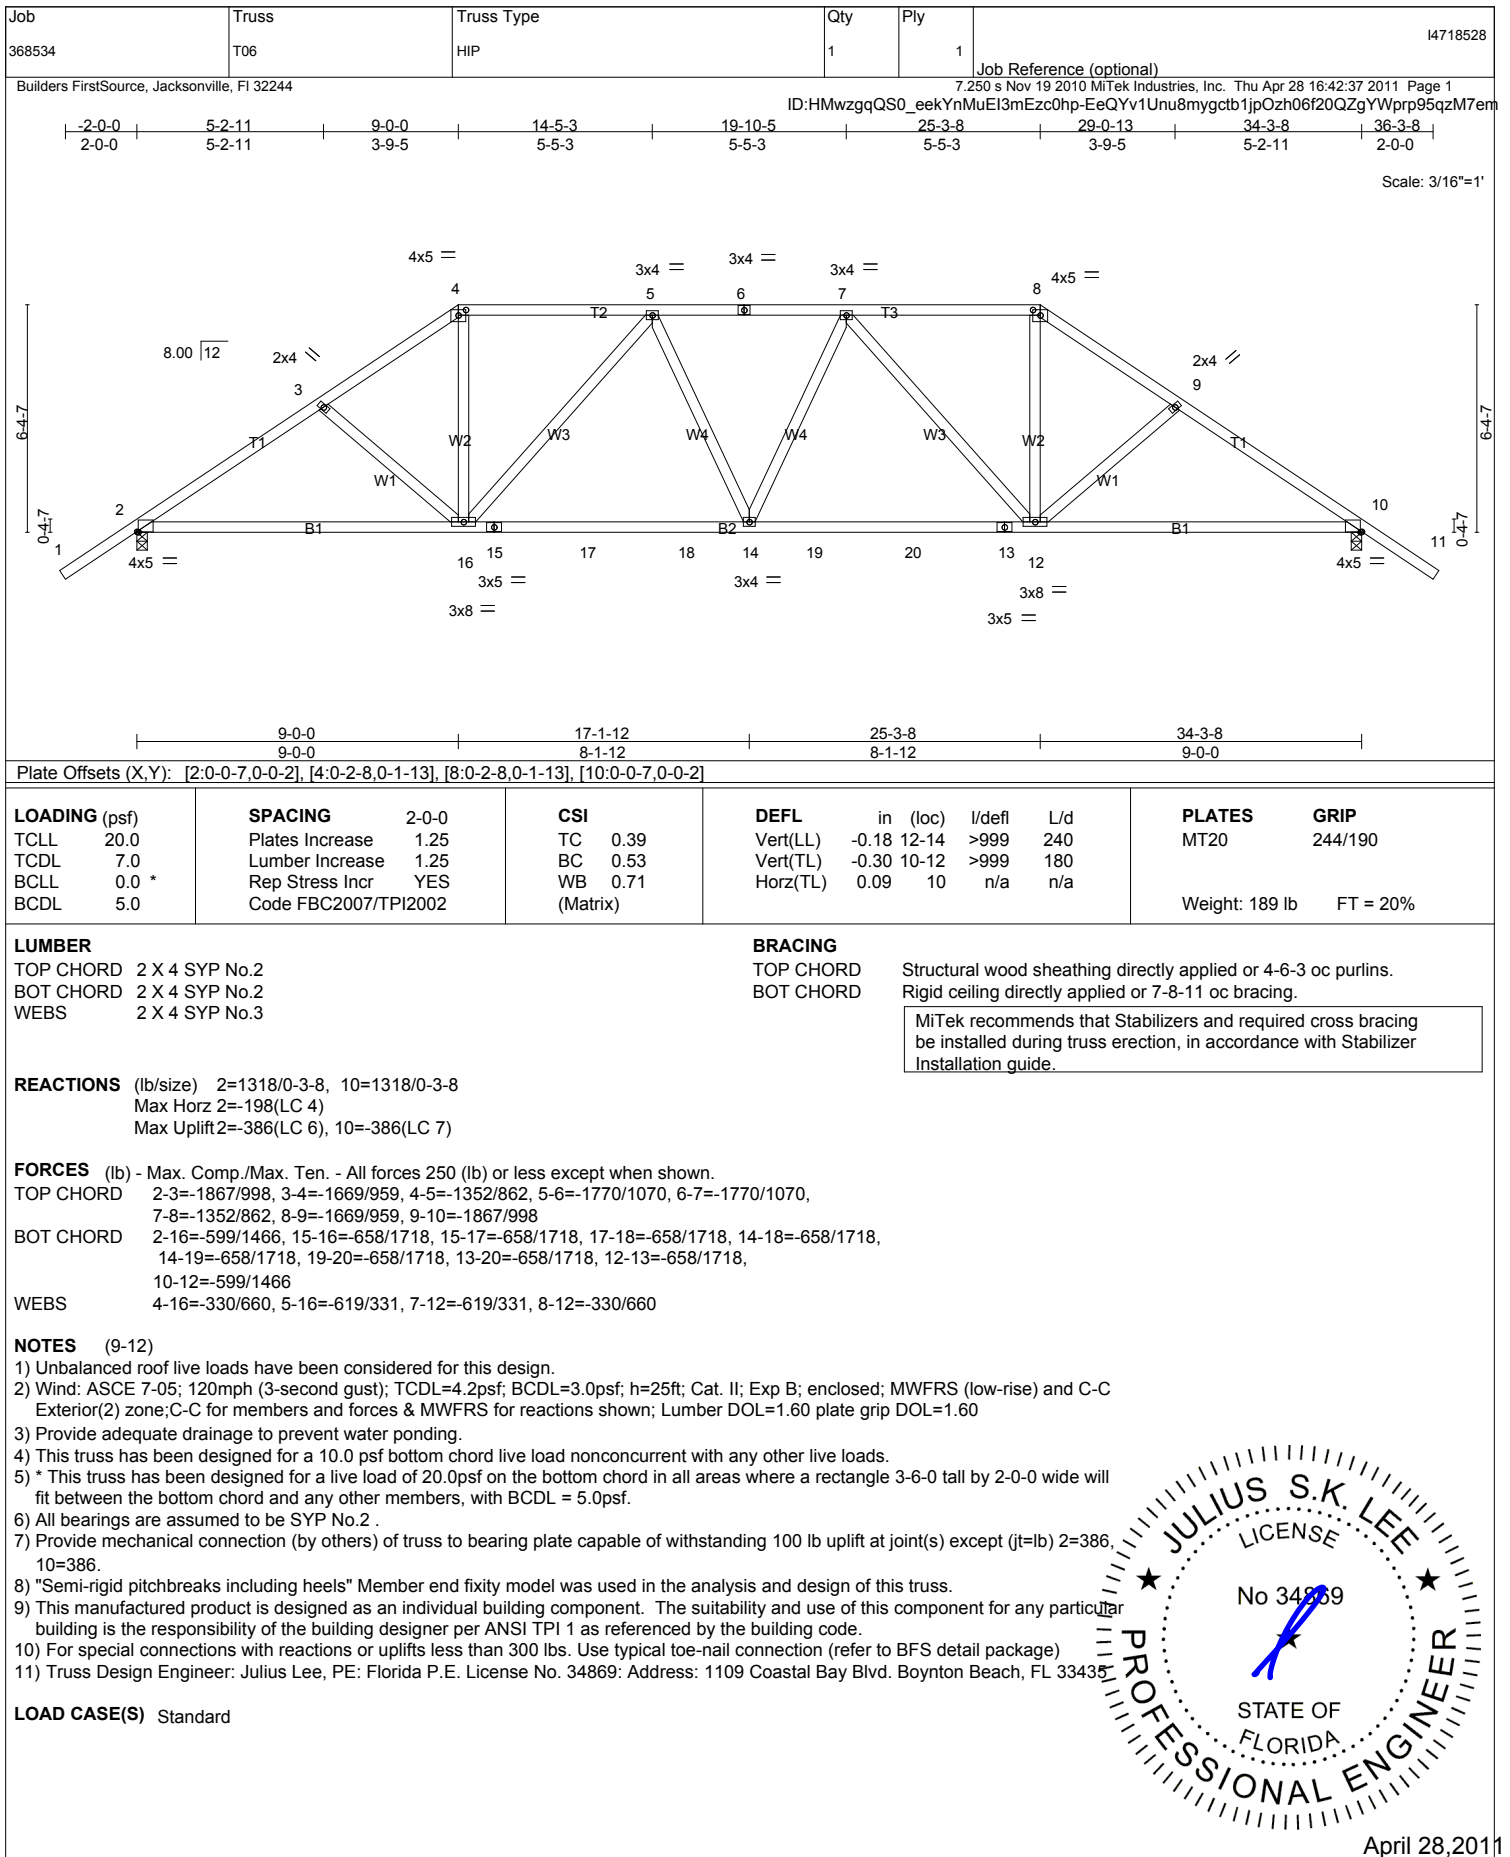 Job Truss Truss Type Qty Ply
368534 T06 HIP 1 1
I4718528
Job Reference (optional)
Builders FirstSource, Jacksonville, Fl 32244 7.250 s Nov 19 2010 MiTek Industries, Inc. Thu Apr 28 16:42:37 2011 Page 1
ID:HMwzgqQS0_eekYnMuEI3mEzc0hp-EeQYv1Unu8mygctb1jpOzh06f20QZgYWprp95qzM7em
-2-0-0 5-2-11 9-0-0 14-5-3 19-10-5 25-3-8 29-0-13 34-3-8 36-3-8
2-0-0 5-2-11 3-9-5 5-5-3 5-5-3 5-5-3 3-9-5 5-2-11 2-0-0
Scale: 3/16"=1'
4x5 3x4 3x4 3x4 4x5
4 5 6 7 8
T2 T3
8.00 12
2x4 2x4
3 9
6-4-7 6-4-7
T1 W2 W3 W4 W4 W3 W2 T1
W1 W1
2 10
0-4-7 0-4-7
B1 B2 B1
1 11
4x5 16 15 17 18 14 19 20 13 12 4x5
3x5 3x4 3x8
3x8 3x5
9-0-0 17-1-12 25-3-8 34-3-8
9-0-0 8-1-12 8-1-12 9-0-0
Plate Offsets (X,Y): [2:0-0-7,0-0-2], [4:0-2-8,0-1-13], [8:0-2-8,0-1-13], [10:0-0-7,0-0-2]
LOADING (psf) SPACING 2-0-0 CSI DEFL in (loc) l/defl L/d PLATES GRIP
TCLL 20.0 Plates Increase 1.25 TC 0.39 Vert(LL) -0.18 12-14 >999 240 MT20 244/190
TCDL 7.0 Lumber Increase 1.25 BC 0.53 Vert(TL) -0.30 10-12 >999 180
BCLL 0.0 * Rep Stress Incr YES WB 0.71 Horz(TL) 0.09 10 n/a n/a
BCDL 5.0 Code FBC2007/TPI2002 (Matrix) Weight: 189 lb FT = 20%
LUMBER
TOP CHORD 2 X 4 SYP No.2
BOT CHORD 2 X 4 SYP No.2
WEBS 2 X 4 SYP No.3
BRACING
TOP CHORD Structural wood sheathing directly applied or 4-6-3 oc purlins.
BOT CHORD Rigid ceiling directly applied or 7-8-11 oc bracing.
MiTek recommends that Stabilizers and required cross bracing
be installed during truss erection, in accordance with Stabilizer
Installation guide.
REACTIONS (lb/size) 2=1318/0-3-8, 10=1318/0-3-8
Max Horz 2=-198(LC 4)
Max Uplift 2=-386(LC 6), 10=-386(LC 7)
FORCES (lb) - Max. Comp./Max. Ten. - All forces 250 (lb) or less except when shown.
TOP CHORD 2-3=-1867/998, 3-4=-1669/959, 4-5=-1352/862, 5-6=-1770/1070, 6-7=-1770/1070,
7-8=-1352/862, 8-9=-1669/959, 9-10=-1867/998
BOT CHORD 2-16=-599/1466, 15-16=-658/1718, 15-17=-658/1718, 17-18=-658/1718, 14-18=-658/1718,
14-19=-658/1718, 19-20=-658/1718, 13-20=-658/1718, 12-13=-658/1718,
10-12=-599/1466
WEBS 4-16=-330/660, 5-16=-619/331, 7-12=-619/331, 8-12=-330/660
NOTES (9-12)
1) Unbalanced roof live loads have been considered for this design.
2) Wind: ASCE 7-05; 120mph (3-second gust); TCDL=4.2psf; BCDL=3.0psf; h=25ft; Cat. II; Exp B; enclosed; MWFRS (low-rise) and C-C
Exterior(2) zone;C-C for members and forces & MWFRS for reactions shown; Lumber DOL=1.60 plate grip DOL=1.60
3) Provide adequate drainage to prevent water ponding.
4) This truss has been designed for a 10.0 psf bottom chord live load nonconcurrent with any other live loads.
5) * This truss has been designed for a live load of 20.0psf on the bottom chord in all areas where a rectangle 3-6-0 tall by 2-0-0 wide will
fit between the bottom chord and any other members, with BCDL = 5.0psf.
6) All bearings are assumed to be SYP No.2 .
7) Provide mechanical connection (by others) of truss to bearing plate capable of withstanding 100 lb uplift at joint(s) except (jt=lb) 2=386,
10=386.
8) "Semi-rigid pitchbreaks including heels" Member end fixity model was used in the analysis and design of this truss.
9) This manufactured product is designed as an individual building component. The suitability and use of this component for any particular
building is the responsibility of the building designer per ANSI TPI 1 as referenced by the building code.
10) For special connections with reactions or uplifts less than 300 lbs. Use typical toe-nail connection (refer to BFS detail package)
11) Truss Design Engineer: Julius Lee, PE: Florida P.E. License No. 34869: Address: 1109 Coastal Bay Blvd. Boynton Beach, FL 33435
LOAD CASE(S) Standard
JULIUS S.K. LEE
LICENSE
No 34869
STATE OF
FLORIDA
PROFESSIONAL ENGINEER
April 28,2011